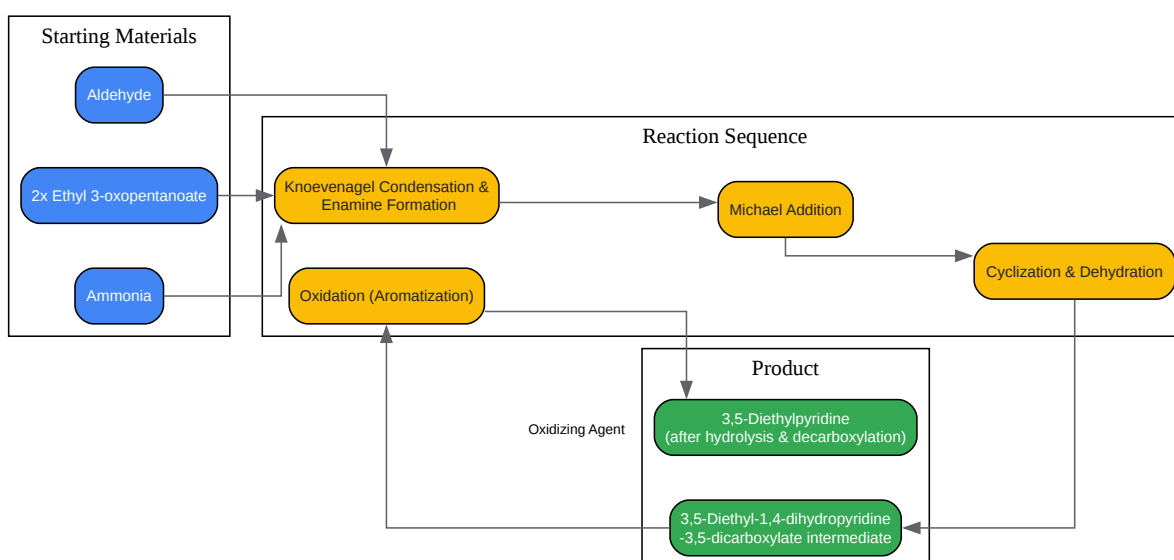 Starting Materials
Aldehyde
2x Ethyl 3-oxopentanoate
Ammonia
Reaction Sequence
Knoevenagel Condensation &
Enamine Formation
Michael Addition
Cyclization & Dehydration
Oxidation (Aromatization)
Product
3,5-Diethylpyridine
(after hydrolysis & decarboxylation)
Oxidizing Agent
3,5-Diethyl-1,4-dihydropyridine
-3,5-dicarboxylate intermediate